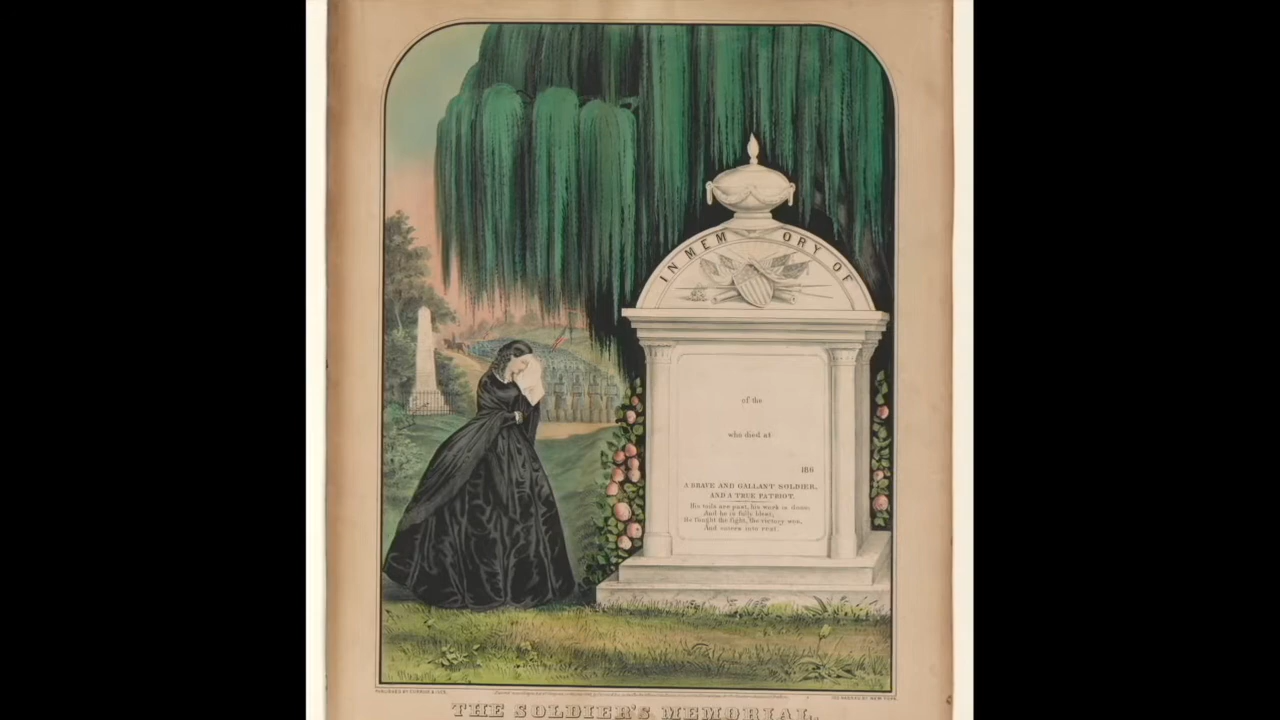 IN MEMORY OF
of the
who died at
186
A BRAVE AND GALLANT SOLDIER,
AND A TRUE PATRIOT.
His toils are past, his work is done,
And he is fully blest,
He fought the fight, the victory won,
And enters into rest.
PUBLISHED BY CURRIER & IVES,
152 NASSAU ST. NEW YORK.
THE SOLDIER'S MEMORIAL.